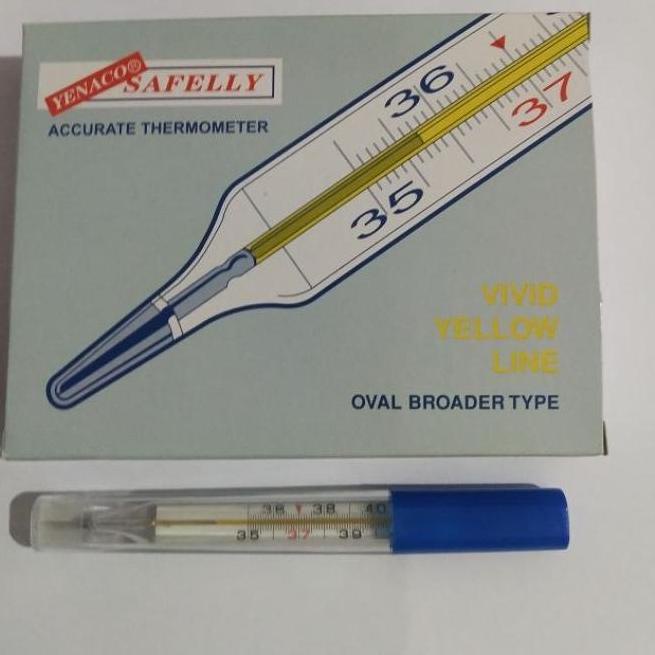 YENACO® SAFELLY
ACCURATE THERMOMETER
36
37
35
VIVID
YELLOW
LINE
OVAL BROADER TYPE
36 38 40
35 37 39